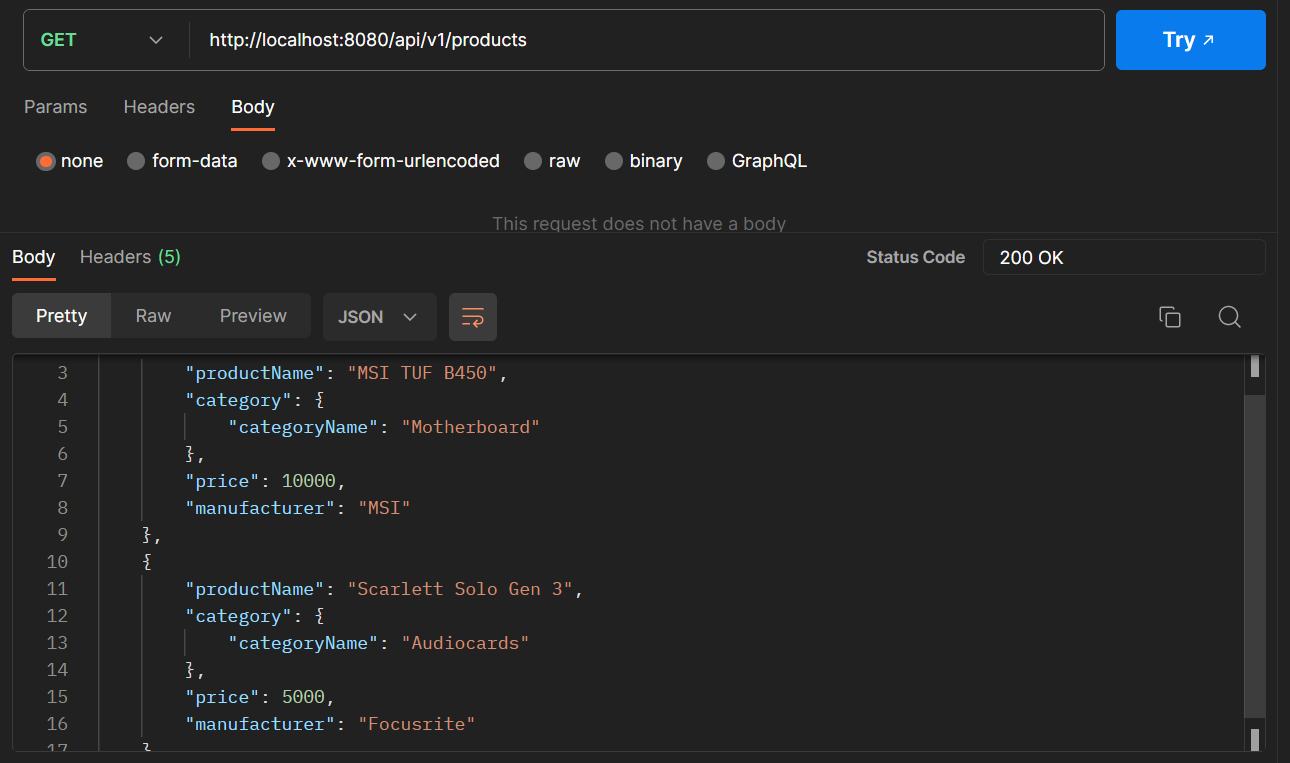 GET http://localhost:8080/api/v1/products Try ↗
Params Headers Body
none form-data x-www-form-urlencoded raw binary GraphQL
This request does not have a body
Body Headers (5) Status Code 200 OK
Pretty Raw Preview JSON
3 "productName": "MSI TUF B450",
4 "category": {
5 "categoryName": "Motherboard"
6 },
7 "price": 10000,
8 "manufacturer": "MSI"
9 },
10 {
11 "productName": "Scarlett Solo Gen 3",
12 "category": {
13 "categoryName": "Audiocards"
14 },
15 "price": 5000,
16 "manufacturer": "Focusrite"
17 }